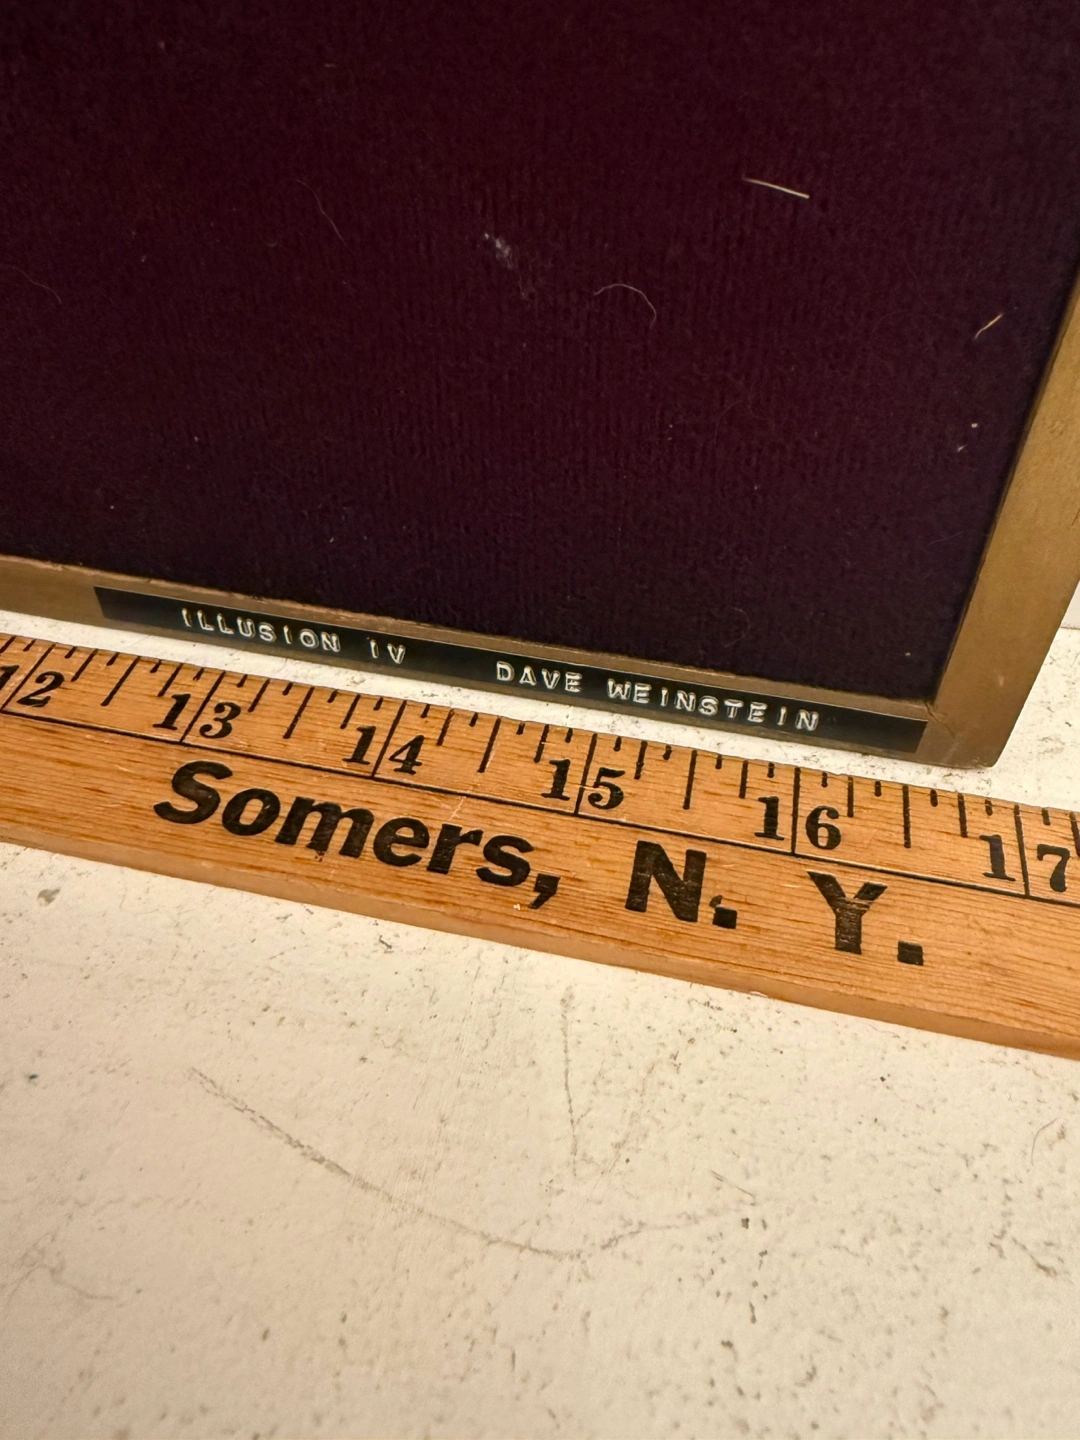 ILLUSION IV DAVE WEINSTEIN
12 13 14 15 16 17
Somers, N.Y.